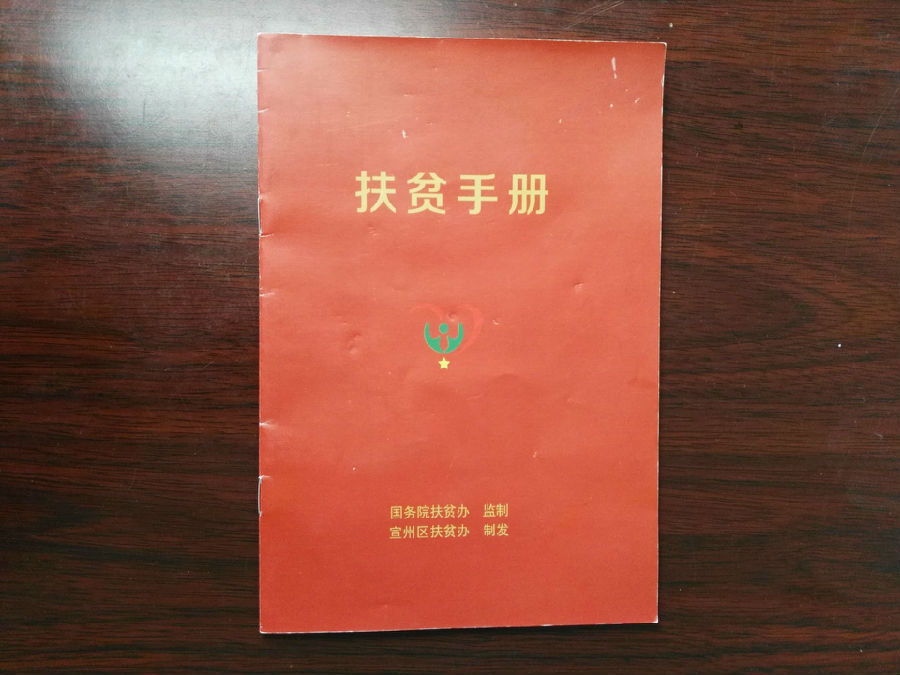 扶贫手册
国务院扶贫办 监制
宣州区扶贫办 制发